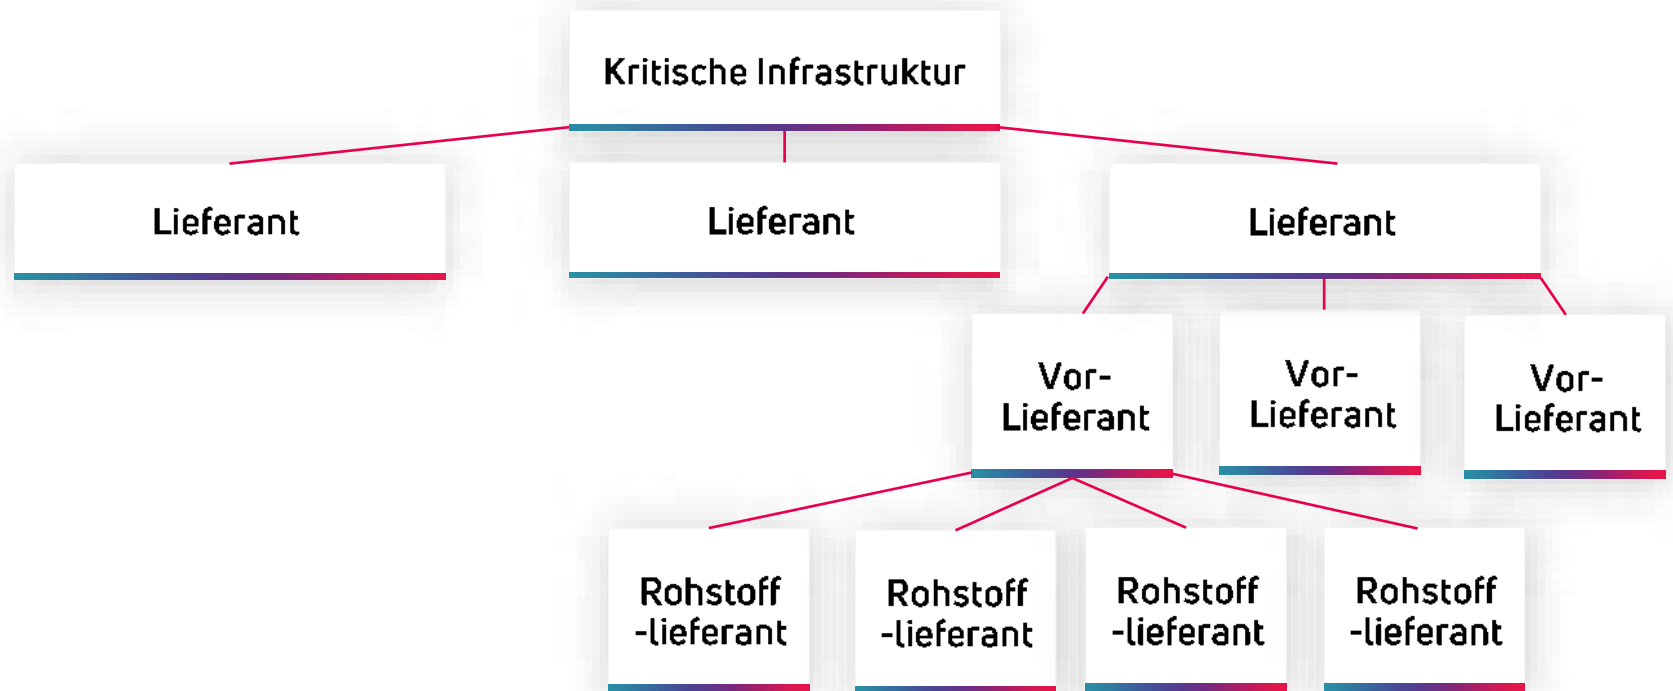 Kritische Infrastruktur
Lieferant
Lieferant
Lieferant
Vor-
Lieferant
Vor-
Lieferant
Vor-
Lieferant
Rohstoff
-lieferant
Rohstoff
-lieferant
Rohstoff
-lieferant
Rohstoff
-lieferant